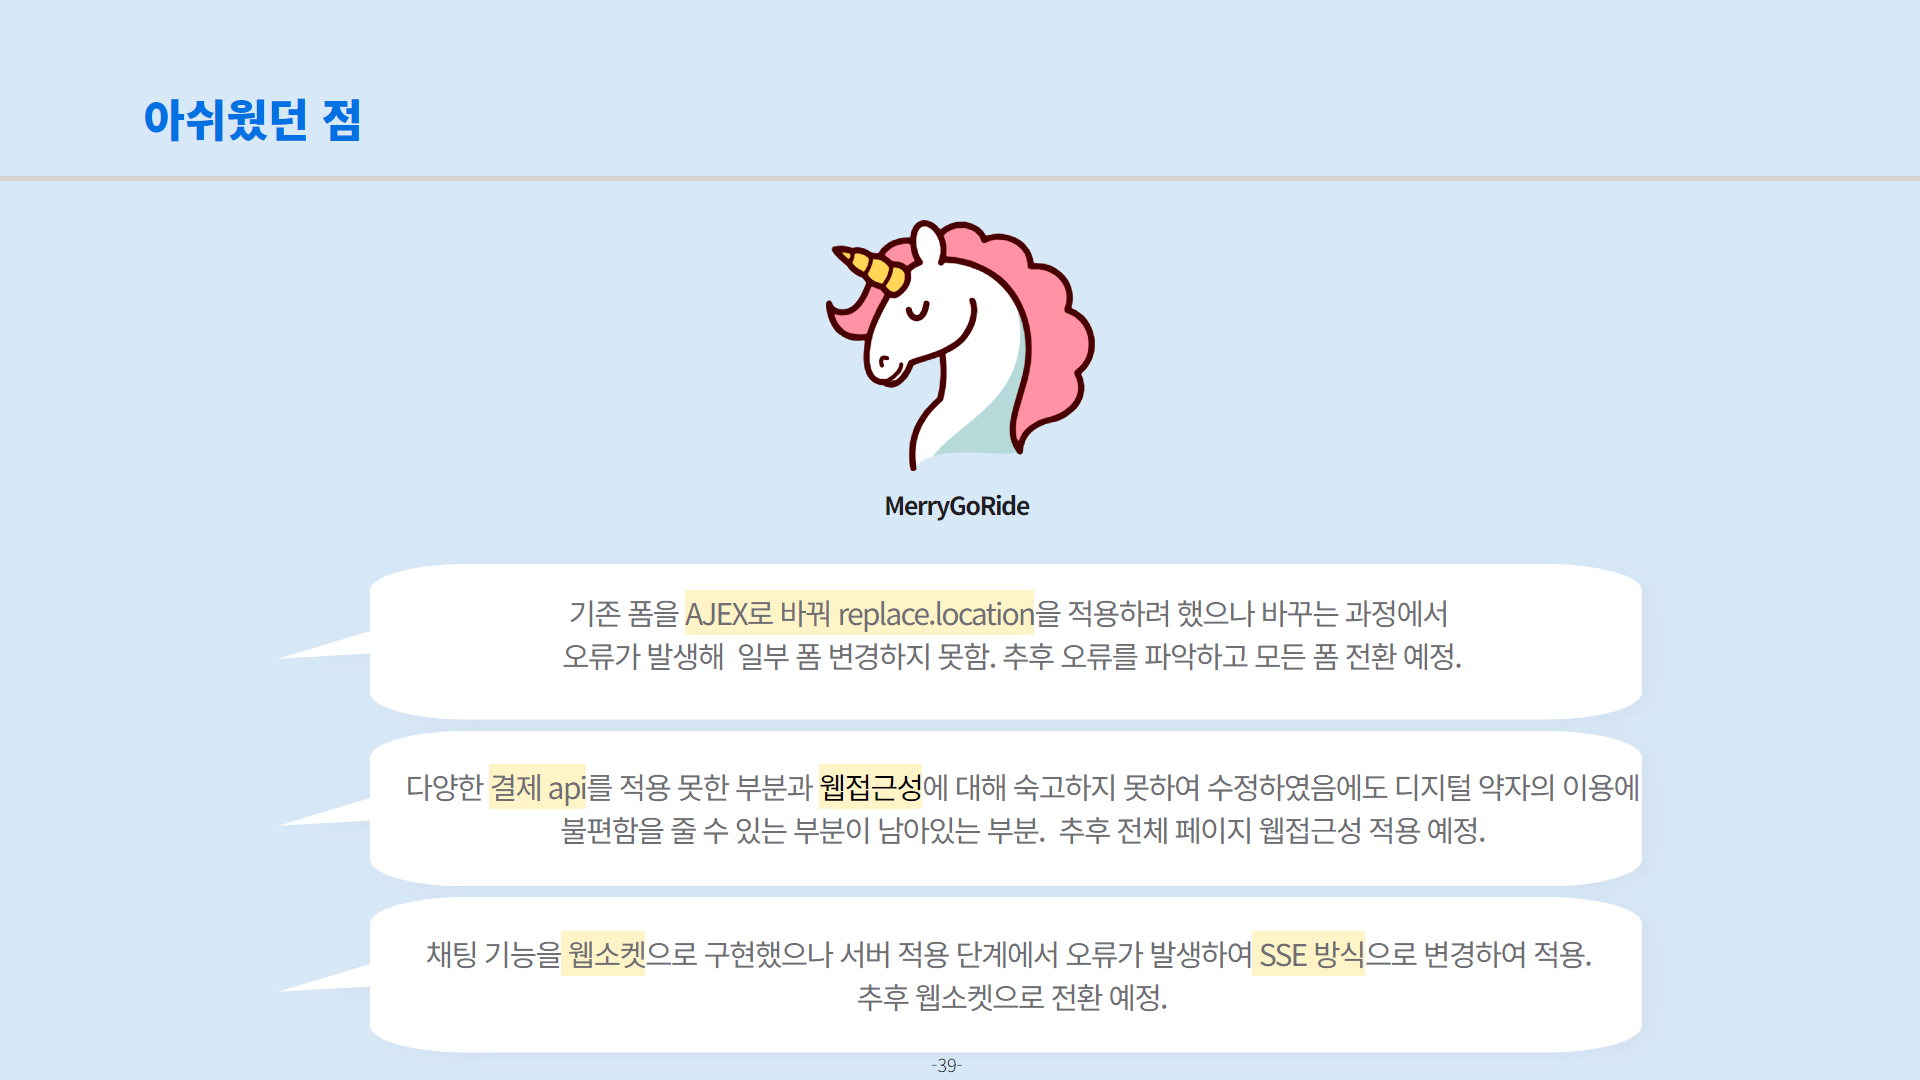 아쉬웠던 점
MerryGoRide
기존 폼을 AJEX로 바꿔 replace.location을 적용하려 했으나 바꾸는 과정에서
오류가 발생해 일부 폼 변경하지 못함. 추후 오류를 파악하고 모든 폼 전환 예정.
다양한 결제 api를 적용 못한 부분과 웹접근성에 대해 숙고하지 못하여 수정하였음에도 디지털 약자의 이용에
불편함을 줄 수 있는 부분이 남아있는 부분. 추후 전체 페이지 웹접근성 적용 예정.
채팅 기능을 웹소켓으로 구현했으나 서버 적용 단계에서 오류가 발생하여 SSE 방식으로 변경하여 적용.
추후 웹소켓으로 전환 예정.
-39-